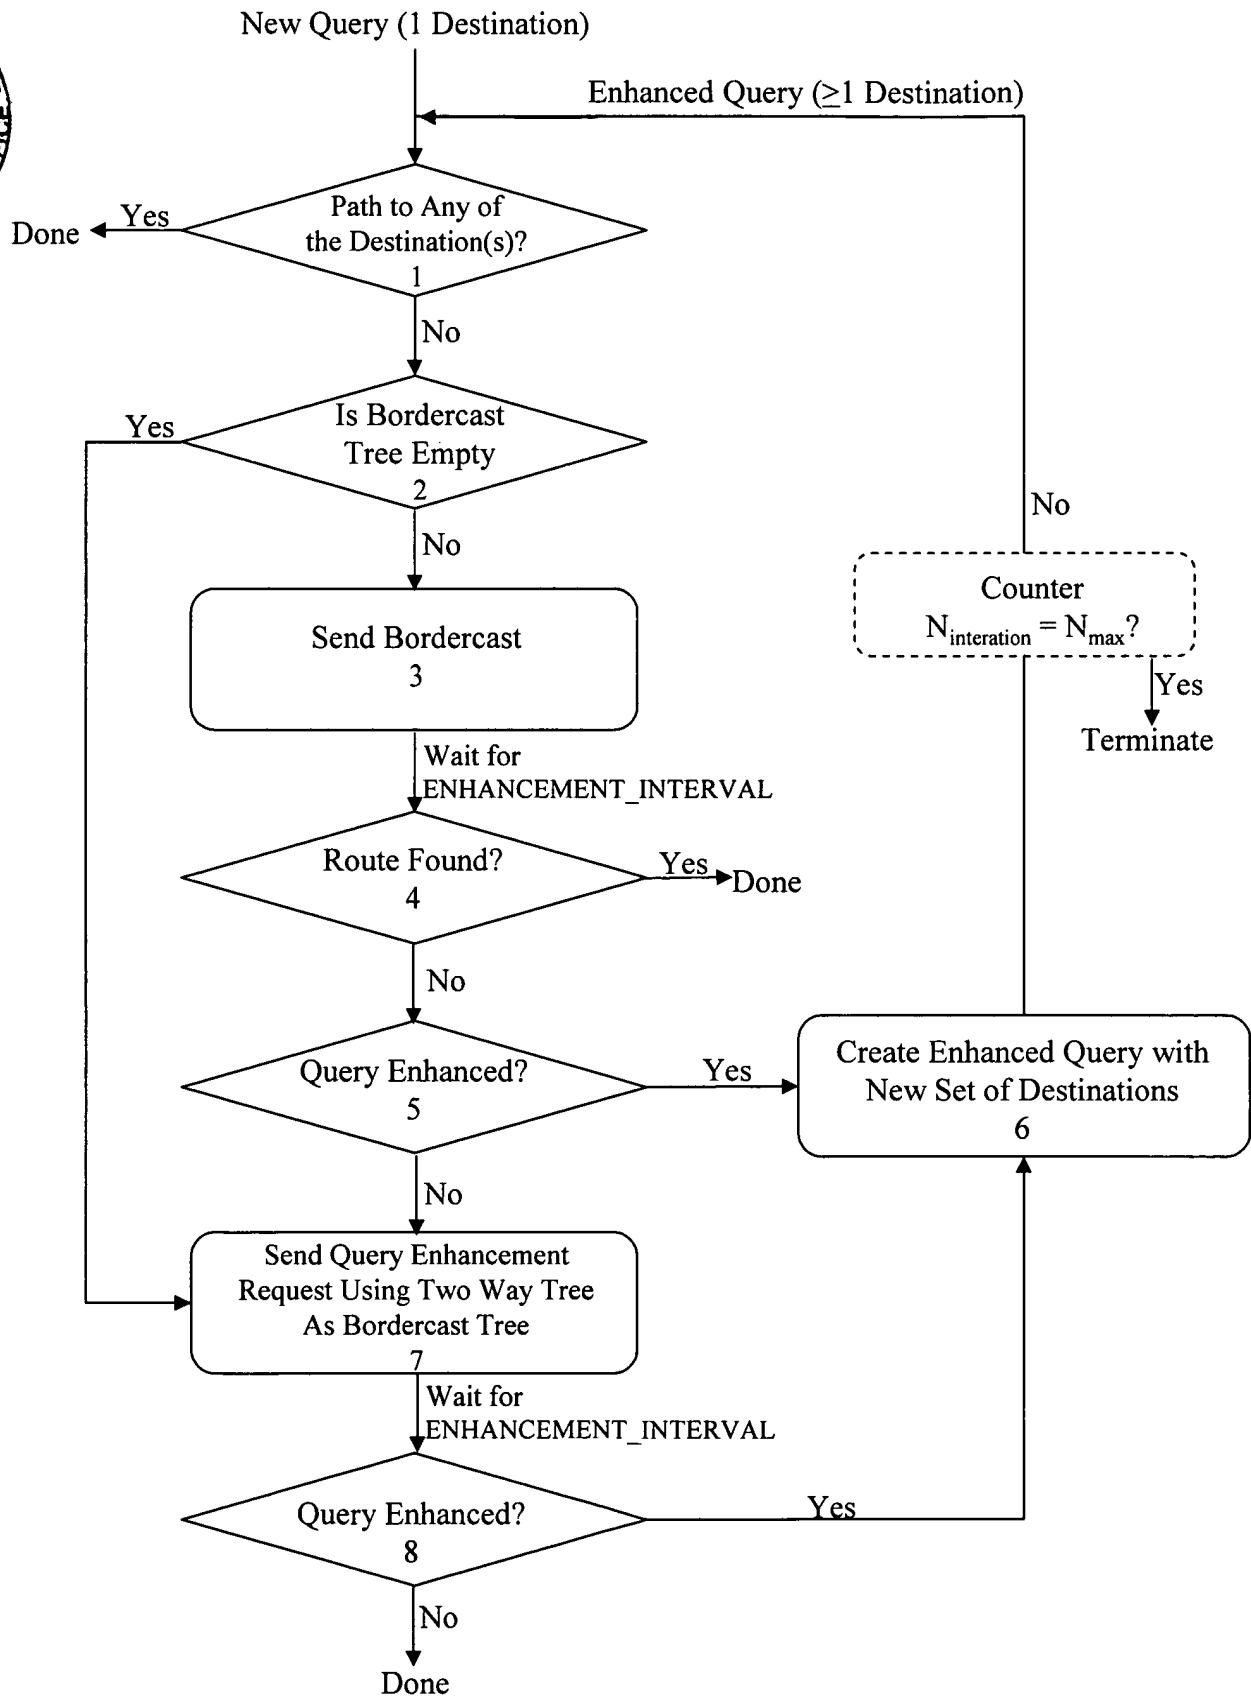 New Query (1 Destination)
Enhanced Query (≥1 Destination)
Path to Any of
the Destination(s)?
1
Yes
Done
No
Is Bordercast
Tree Empty
2
Yes
No
No
Counter
N_interation = N_max?
Yes
Terminate
Send Bordercast
3
Wait for
ENHANCEMENT_INTERVAL
Route Found?
4
Yes
Done
No
Query Enhanced?
5
Yes
Create Enhanced Query with
New Set of Destinations
6
No
Send Query Enhancement
Request Using Two Way Tree
As Bordercast Tree
7
Wait for
ENHANCEMENT_INTERVAL
Query Enhanced?
8
Yes
No
Done